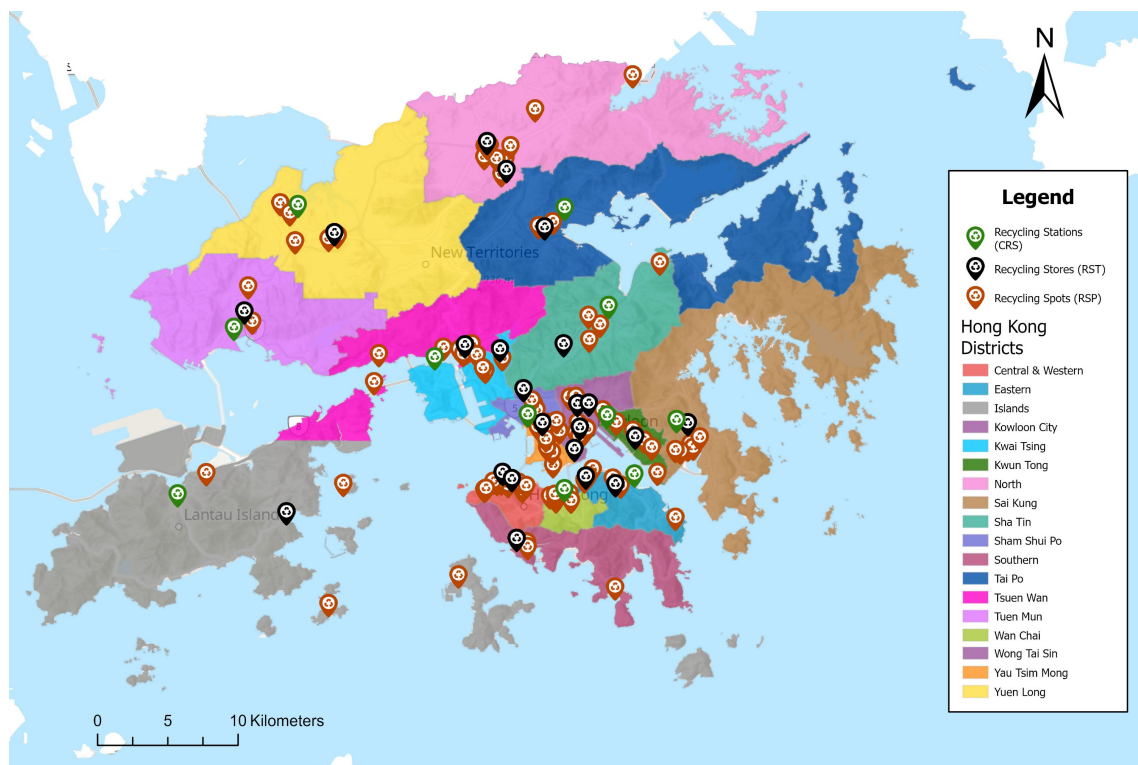 N
New Territories
Lantau Island
Legend
Recycling Stations
(CRS)
Recycling Stores (RST)
Recycling Spots (RSP)
Hong Kong
Districts
Central & Western
Eastern
Islands
Kowloon City
Kwai Tsing
Kwun Tong
North
Sai Kung
Sha Tin
Sham Shui Po
Southern
Tai Po
Tsuen Wan
Tuen Mun
Wan Chai
Wong Tai Sin
Yau Tsim Mong
Yuen Long
0 5 10 Kilometers